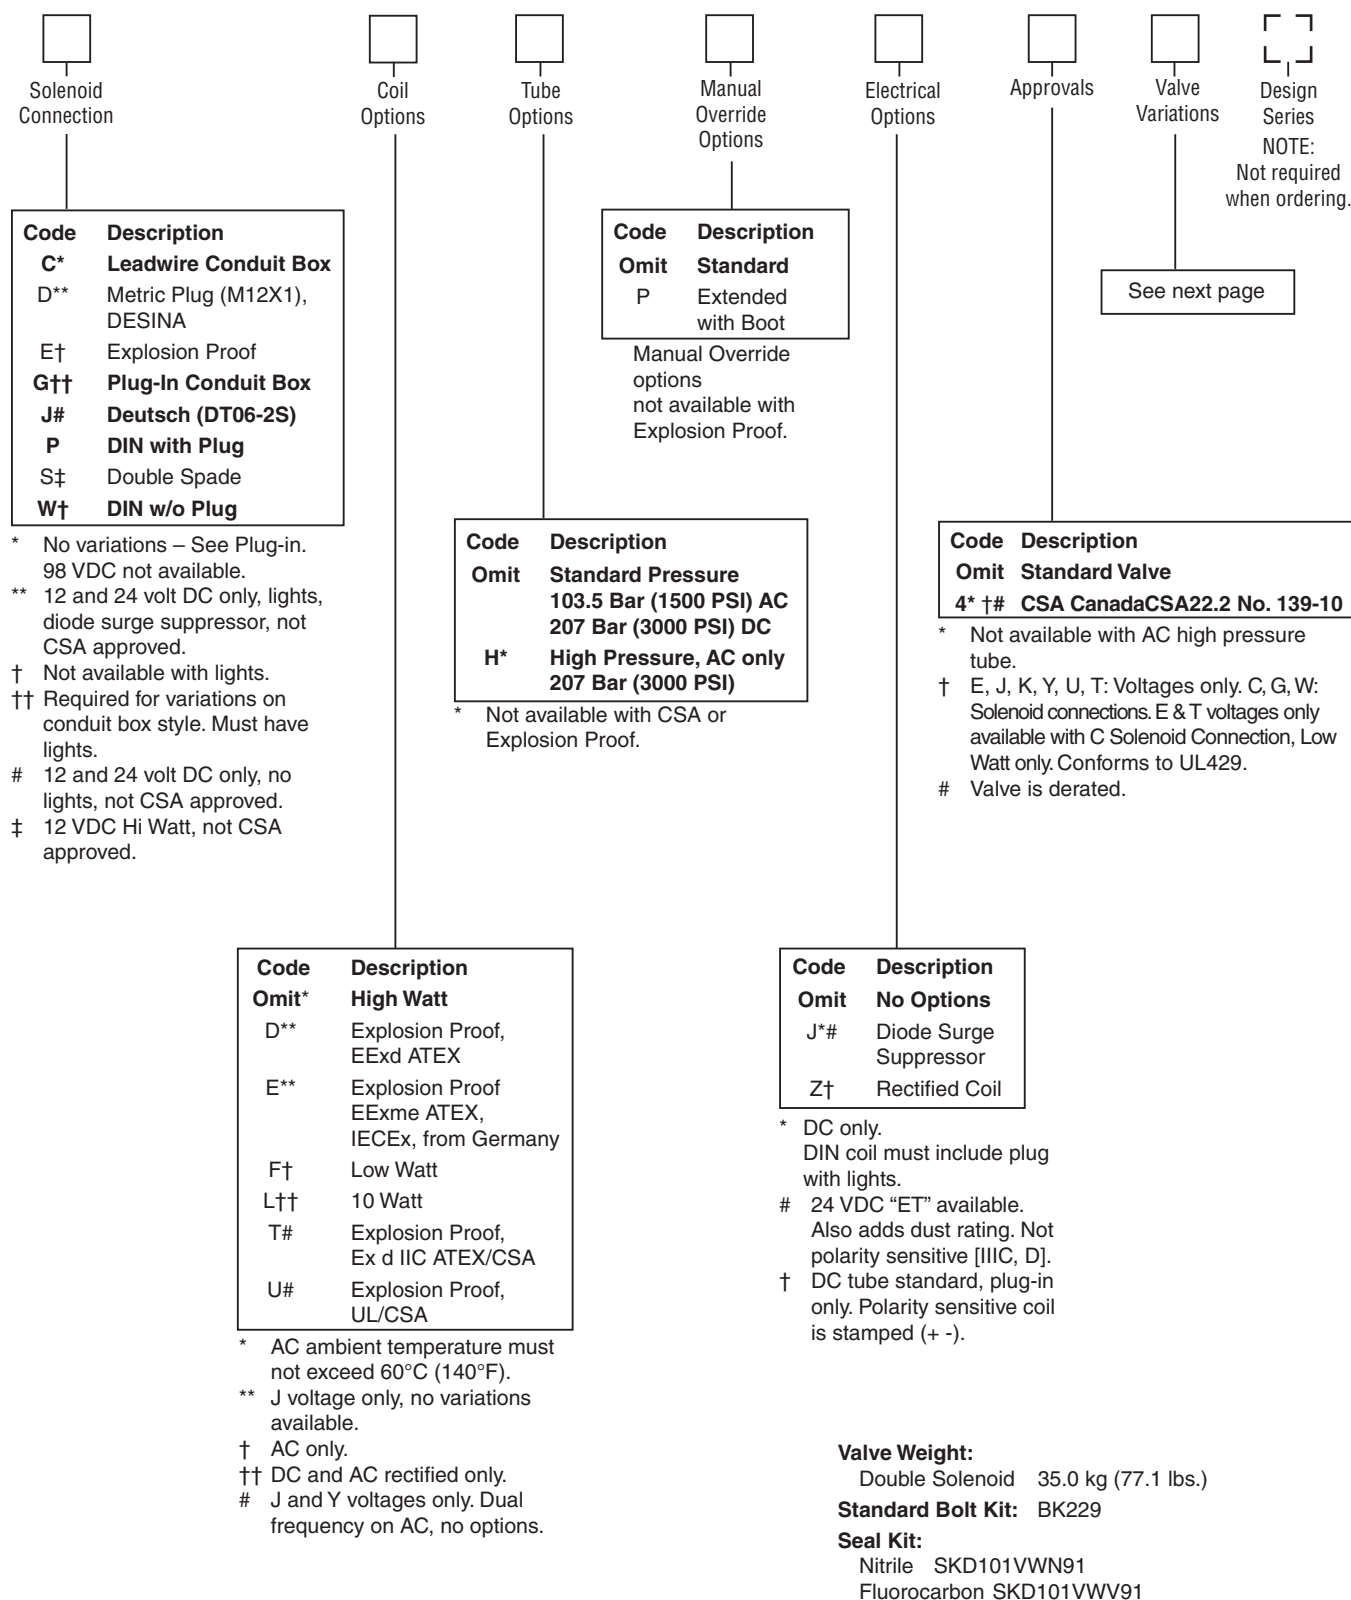 Solenoid
Connection
Coil
Options
Tube
Options
Manual
Override
Options
Electrical
Options
Approvals
Valve
Variations
Design
Series
NOTE:
Not required
when ordering.
Code Description
C* Leadwire Conduit Box
D** Metric Plug (M12X1),
DESINA
E† Explosion Proof
G†† Plug-In Conduit Box
J# Deutsch (DT06-2S)
P DIN with Plug
S‡ Double Spade
W† DIN w/o Plug
* No variations – See Plug-in.
98 VDC not available.
** 12 and 24 volt DC only, lights,
diode surge suppressor, not
CSA approved.
† Not available with lights.
†† Required for variations on
conduit box style. Must have
lights.
# 12 and 24 volt DC only, no
lights, not CSA approved.
‡ 12 VDC Hi Watt, not CSA
approved.
Code Description
Omit Standard
P Extended
with Boot
Manual Override
options
not available with
Explosion Proof.
See next page
Code Description
Omit Standard Pressure
103.5 Bar (1500 PSI) AC
207 Bar (3000 PSI) DC
H* High Pressure, AC only
207 Bar (3000 PSI)
* Not available with CSA or
Explosion Proof.
Code Description
Omit Standard Valve
4* †# CSA CanadaCSA22.2 No. 139-10
* Not available with AC high pressure
tube.
† E, J, K, Y, U, T: Voltages only. C, G, W:
Solenoid connections. E & T voltages only
available with C Solenoid Connection, Low
Watt only. Conforms to UL429.
# Valve is derated.
Code Description
Omit* High Watt
D** Explosion Proof,
EExd ATEX
E** Explosion Proof
EExme ATEX,
IECEx, from Germany
F† Low Watt
L†† 10 Watt
T# Explosion Proof,
Ex d IIC ATEX/CSA
U# Explosion Proof,
UL/CSA
* AC ambient temperature must
not exceed 60°C (140°F).
** J voltage only, no variations
available.
† AC only.
†† DC and AC rectified only.
# J and Y voltages only. Dual
frequency on AC, no options.
Code Description
Omit No Options
J*# Diode Surge
Suppressor
Z† Rectified Coil
* DC only.
DIN coil must include plug
with lights.
# 24 VDC “ET” available.
Also adds dust rating. Not
polarity sensitive [IIIC, D].
† DC tube standard, plug-in
only. Polarity sensitive coil
is stamped (+ -).
Valve Weight:
Double Solenoid 35.0 kg (77.1 lbs.)
Standard Bolt Kit: BK229
Seal Kit:
Nitrile SKD101VWN91
Fluorocarbon SKD101VWV91